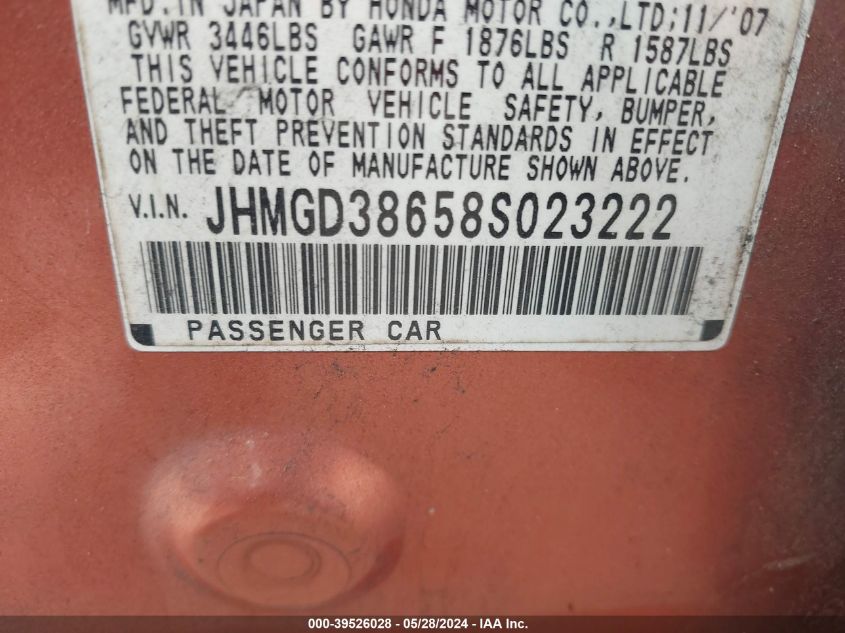 MFD.IN JAPAN BY HONDA MOTOR CO.,LTD;11/'07
GVWR 3446LBS GAWR F 1876LBS R 1587LBS
THIS VEHICLE CONFORMS TO ALL APPLICABLE
FEDERAL MOTOR VEHICLE SAFETY, BUMPER,
AND THEFT PREVENTION STANDARDS IN EFFECT
ON THE DATE OF MANUFACTURE SHOWN ABOVE.
V.I.N. JHMGD38658S023222
PASSENGER CAR
000-39526028 - 05/28/2024 - IAA Inc.